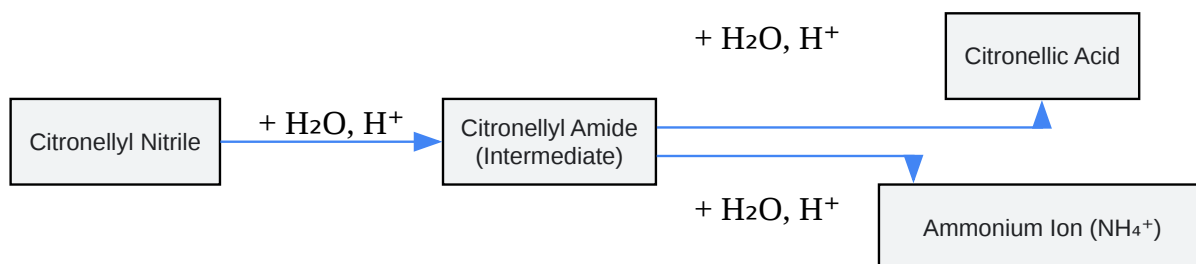 + H₂O, H⁺
Citronellic Acid
Citronellyl Nitrile
+ H₂O, H⁺
Citronellyl Amide
(Intermediate)
+ H₂O, H⁺
Ammonium Ion (NH₄⁺)